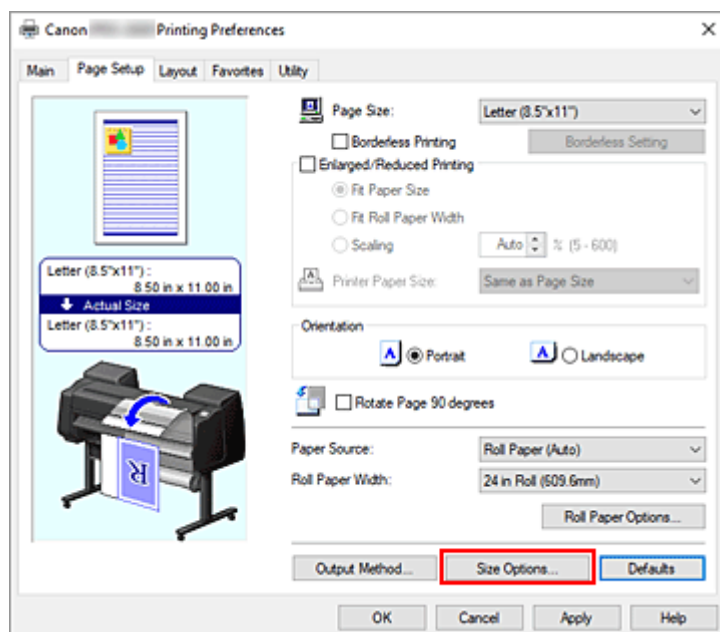 Canon Printing Preferences
Main Page Setup Layout Favorites Utility
Page Size: Letter (8.5"x11")
Borderless Printing Borderless Setting
Enlarged/Reduced Printing
Fit Paper Size
Fit Roll Paper Width
Scaling Auto % (5 - 600)
Printer Paper Size: Same as Page Size
Letter (8.5"x11") :
8.50 in x 11.00 in
Actual Size
Letter (8.5"x11") :
8.50 in x 11.00 in
Orientation
A Portrait A Landscape
Rotate Page 90 degrees
R
Paper Source: Roll Paper (Auto)
Roll Paper Width: 24 in Roll (609.6mm)
Roll Paper Options...
Output Method... Size Options... Defaults
OK Cancel Apply Help